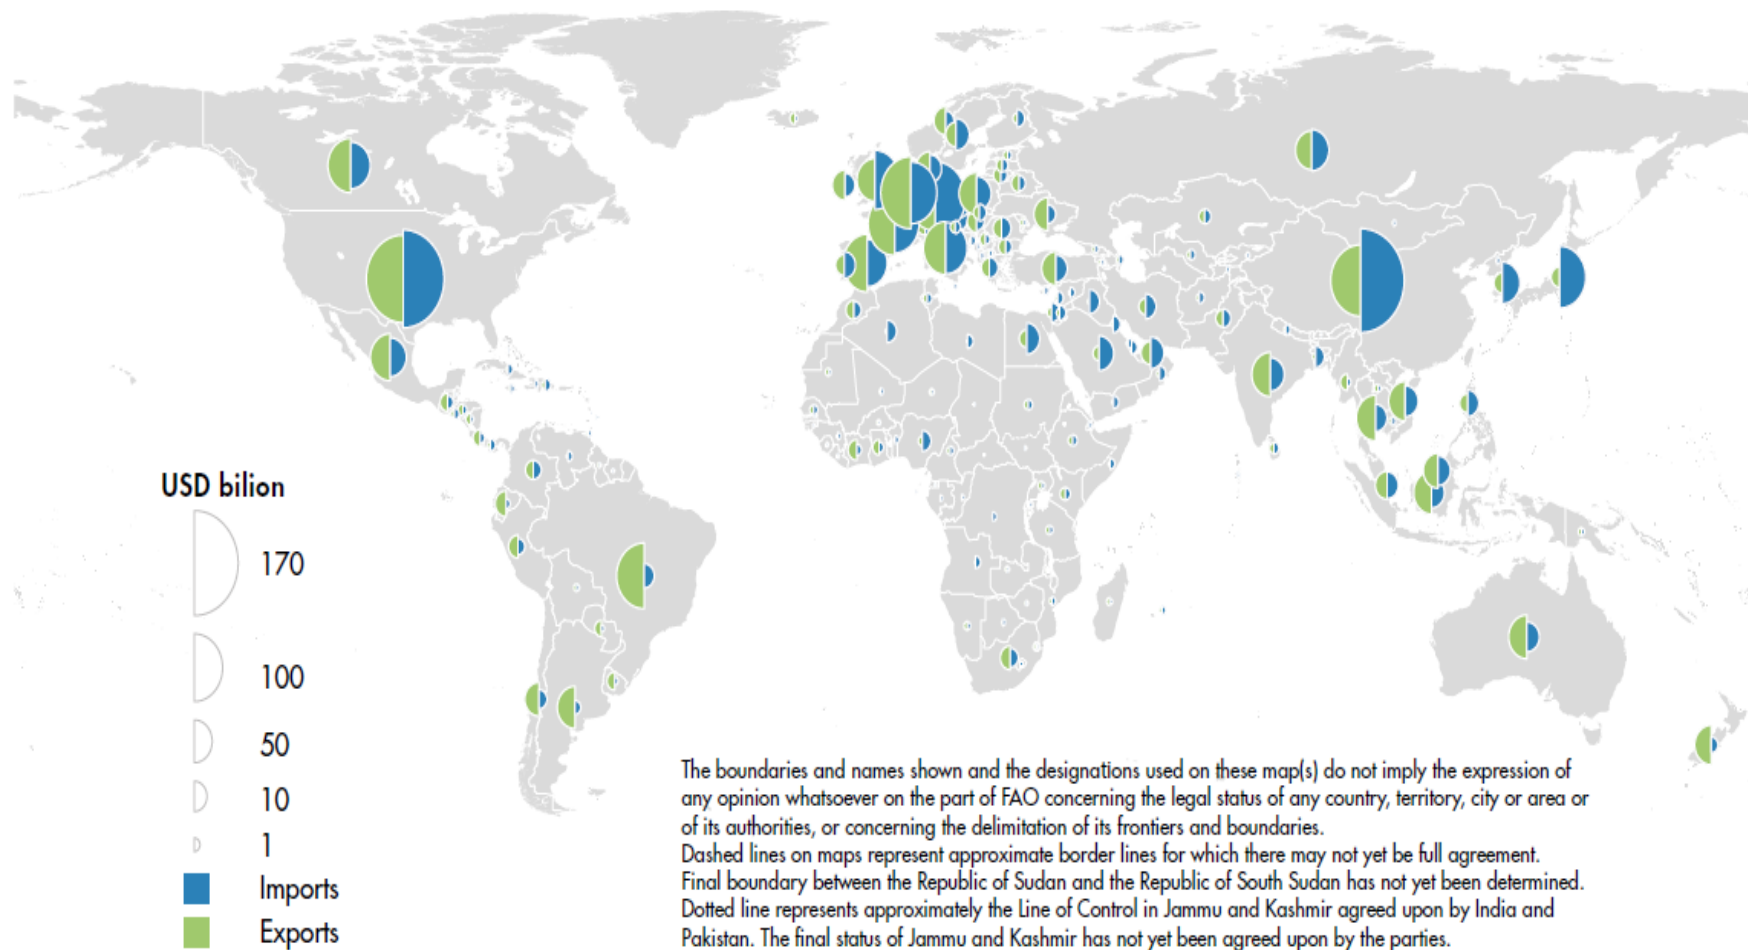 USD bilion
170
100
50
10
1
Imports
Exports
The boundaries and names shown and the designations used on these map(s) do not imply the expression of
any opinion whatsoever on the part of FAO concerning the legal status of any country, territory, city or area or
of its authorities, or concerning the delimitation of its frontiers and boundaries.
Dashed lines on maps represent approximate border lines for which there may not yet be full agreement.
Final boundary between the Republic of Sudan and the Republic of South Sudan has not yet been determined.
Dotted line represents approximately the Line of Control in Jammu and Kashmir agreed upon by India and
Pakistan. The final status of Jammu and Kashmir has not yet been agreed upon by the parties.